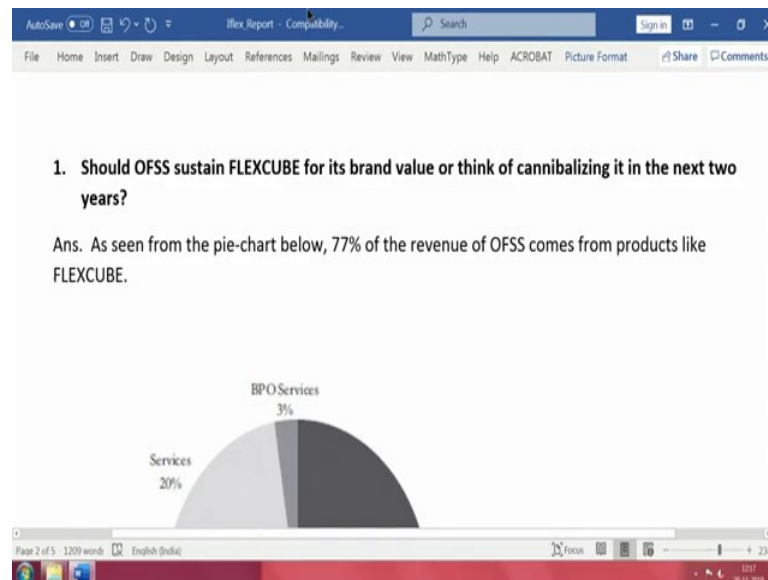 AutoSave Off Iflex_Report - Compatibility... Search Sign in
File Home Insert Draw Design Layout References Mailings Review View MathType Help ACROBAT Picture Format Share Comments
1. Should OFSS sustain FLEXCUBE for its brand value or think of cannibalizing it in the next two
years?
Ans. As seen from the pie-chart below, 77% of the revenue of OFSS comes from products like
FLEXCUBE.
BPO Services
3%
Services
20%
Page 2 of 5 1209 words English (India) Focus
1217